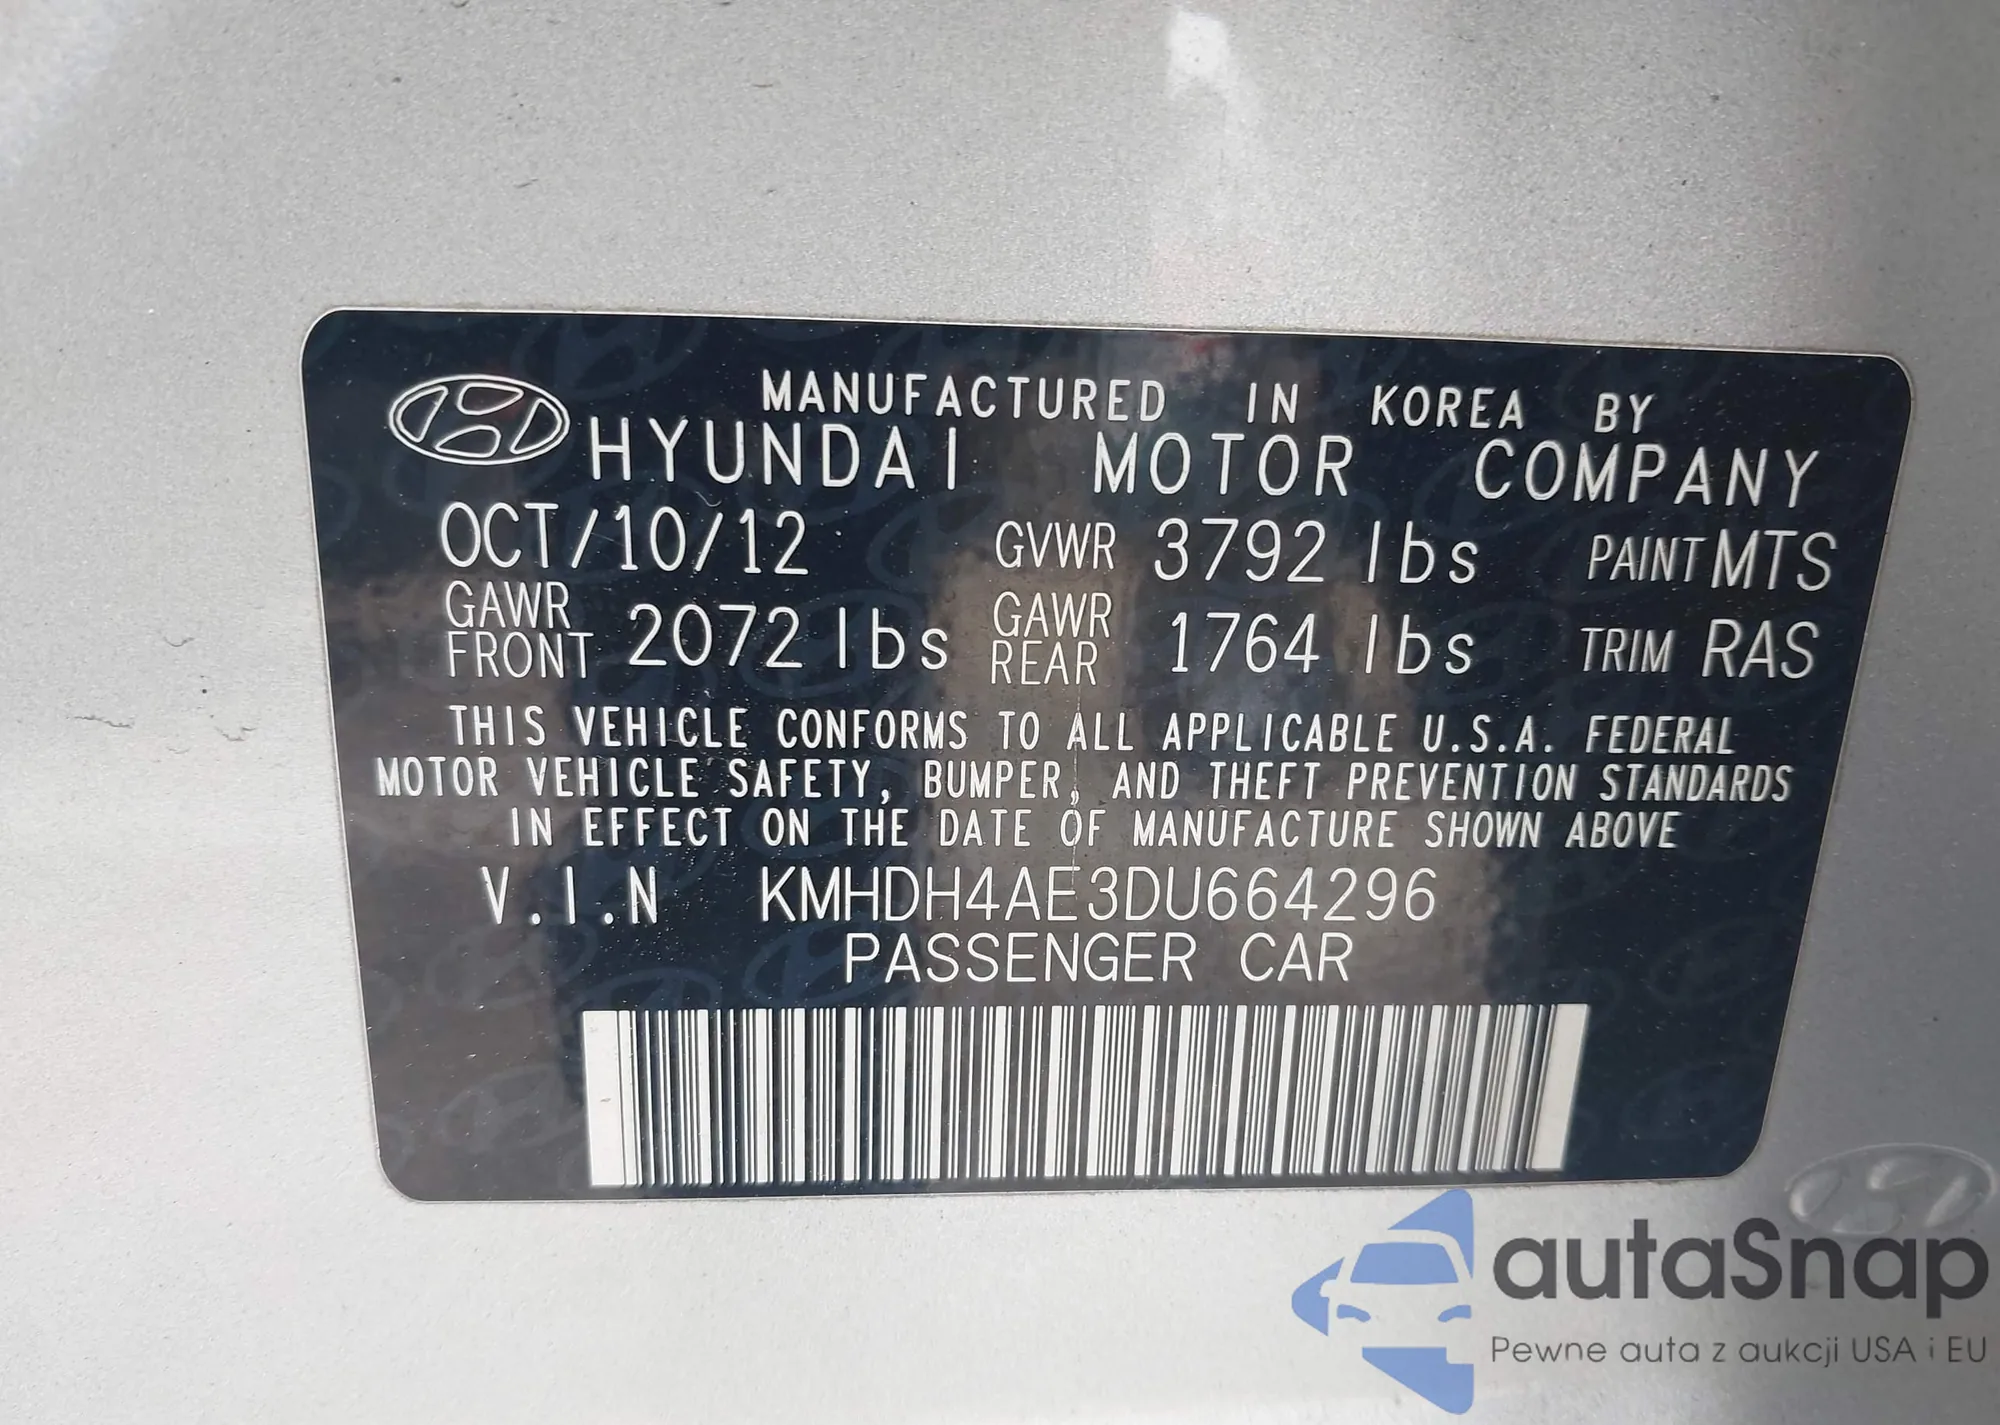 MANUFACTURED IN KOREA BY
HYUNDAI MOTOR COMPANY
OCT/10/12 GVWR 3792 lbs PAINT MTS
GAWR FRONT 2072 lbs GAWR REAR 1764 lbs TRIM RAS
THIS VEHICLE CONFORMS TO ALL APPLICABLE U.S.A. FEDERAL
MOTOR VEHICLE SAFETY, BUMPER, AND THEFT PREVENTION STANDARDS
IN EFFECT ON THE DATE OF MANUFACTURE SHOWN ABOVE
V.I.N KMHDH4AE3DU664296
PASSENGER CAR
autaSnap
Pewne auta z aukcji USA i EU